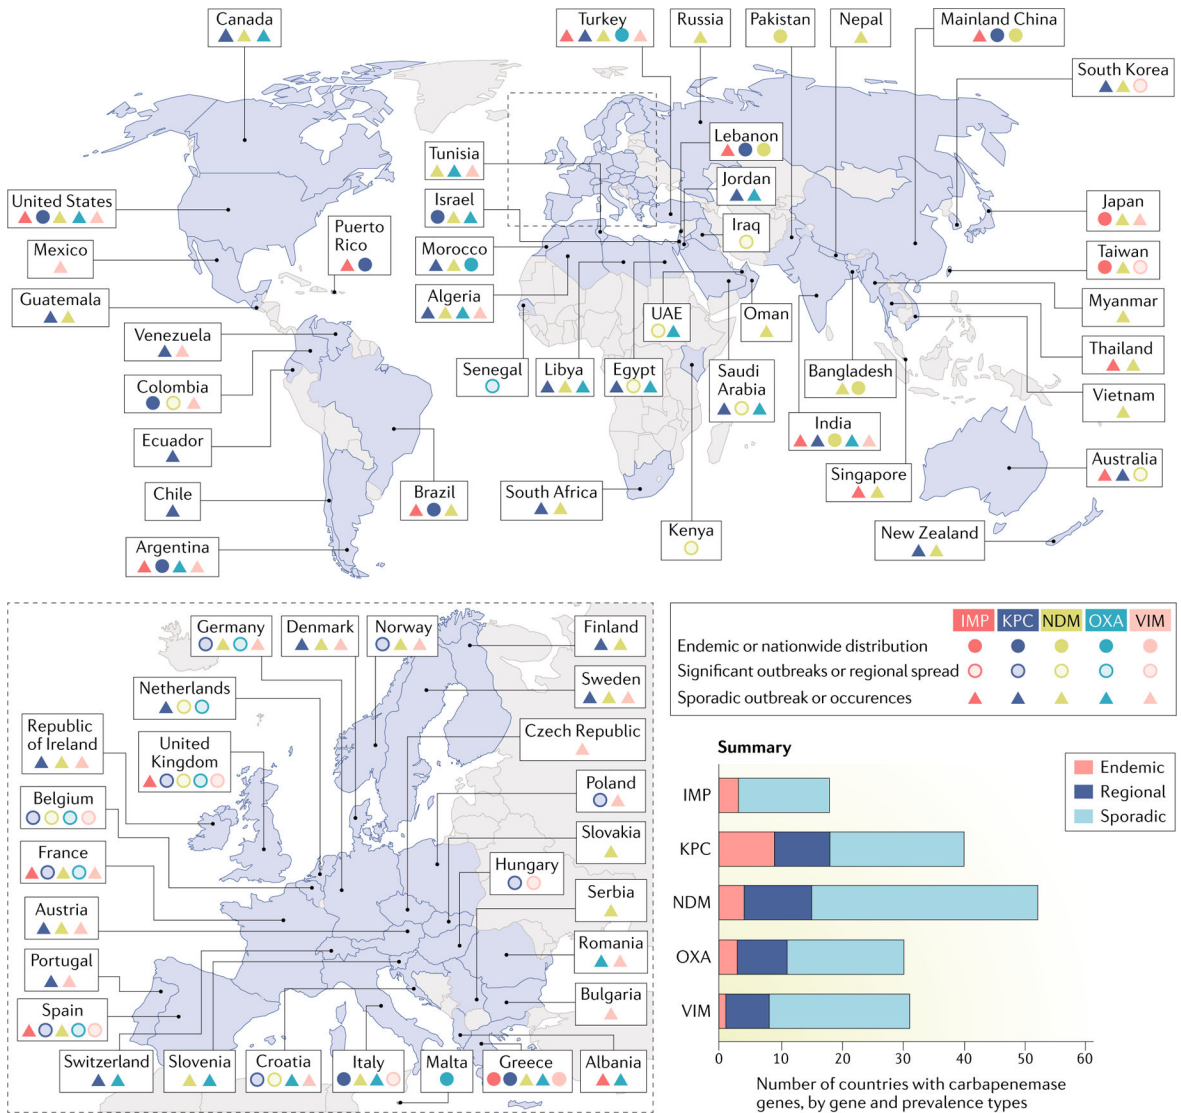 Canada
Turkey
Russia
Pakistan
Nepal
Mainland China
South Korea
Lebanon
Tunisia
Jordan
United States
Israel
Japan
Puerto
Rico
Iraq
Mexico
Morocco
Taiwan
Guatemala
Algeria
UAE
Oman
Myanmar
Venezuela
Senegal
Libya
Egypt
Saudi
Arabia
Bangladesh
Thailand
Colombia
Vietnam
India
Ecuador
Australia
Singapore
Chile
Brazil
South Africa
Kenya
New Zealand
Argentina
Germany
Denmark
Norway
Finland
Sweden
Netherlands
Republic
of Ireland
United
Kingdom
Czech Republic
Belgium
Poland
France
Slovakia
Hungary
Austria
Serbia
Portugal
Romania
Spain
Bulgaria
Switzerland
Slovenia
Croatia
Italy
Malta
Greece
Albania
IMP KPC NDM OXA VIM
Endemic or nationwide distribution
Significant outbreaks or regional spread
Sporadic outbreak or occurences
Summary
Endemic
Regional
Sporadic
IMP
KPC
NDM
OXA
VIM
0 10 20 30 40 50 60
Number of countries with carbapenemase
genes, by gene and prevalence types